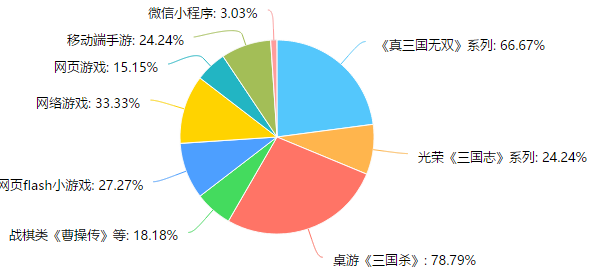 微信小程序: 3.03%
移动端手游: 24.24%
网页游戏: 15.15%
网络游戏: 33.33%
网页flash小游戏: 27.27%
战棋类《曹操传》等: 18.18%
《真三国无双》系列: 66.67%
光荣《三国志》系列: 24.24%
桌游《三国杀》: 78.79%